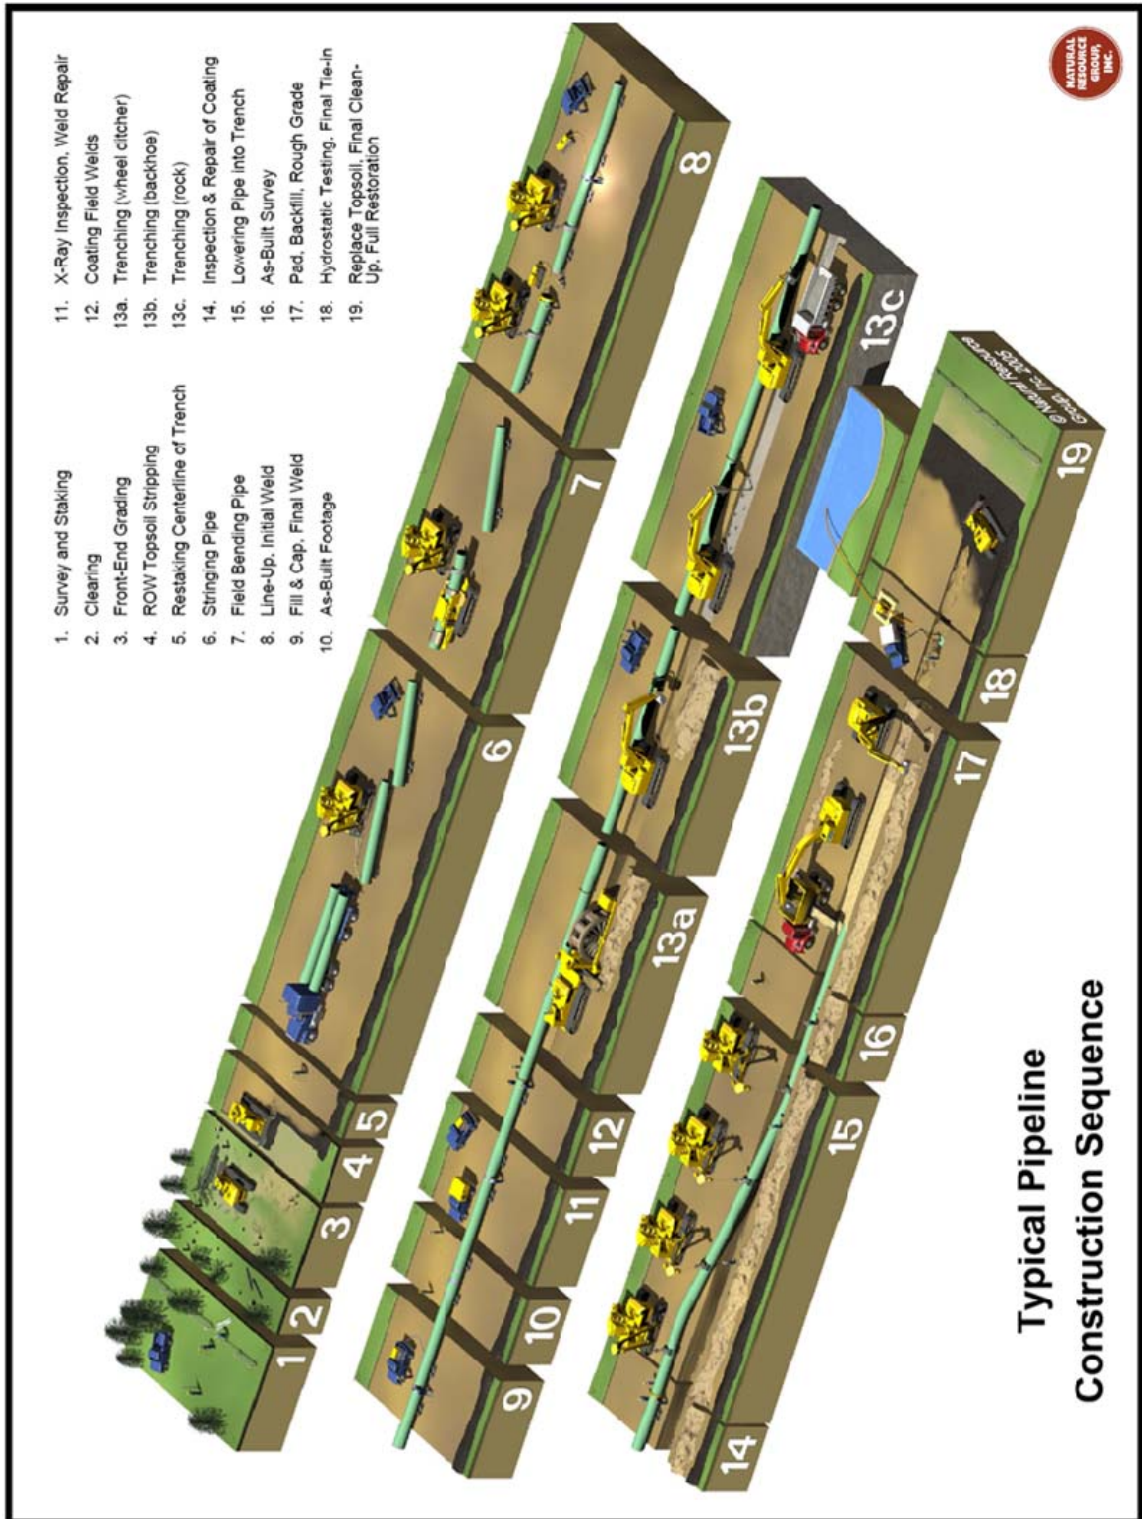 1. Survey and Staking
2. Clearing
3. Front-End Grading
4. ROW Topsoil Stripping
5. Restaking Centerline of Trench
6. Stringing Pipe
7. Field Bending Pipe
8. Line-Up, Initial Weld
9. Fill & Cap, Final Weld
10. As-Built Footage
11. X-Ray Inspection, Weld Repair
12. Coating Field Welds
13a. Trenching (wheel ditcher)
13b. Trenching (backhoe)
13c. Trenching (rock)
14. Inspection & Repair of Coating
15. Lowering Pipe into Trench
16. As-Built Survey
17. Pad, Backfill, Rough Grade
18. Hydrostatic Testing, Final Tie-in
19. Replace Topsoil, Final Clean-
Up, Full Restoration
1
2
3
4
5
6
7
8
9
10
11
12
13a
13b
13c
14
15
16
17
18
19
© Natural Resource
Group, Inc. 2005
Typical Pipeline
Construction Sequence
NATURAL
RESOURCE
GROUP,
INC.